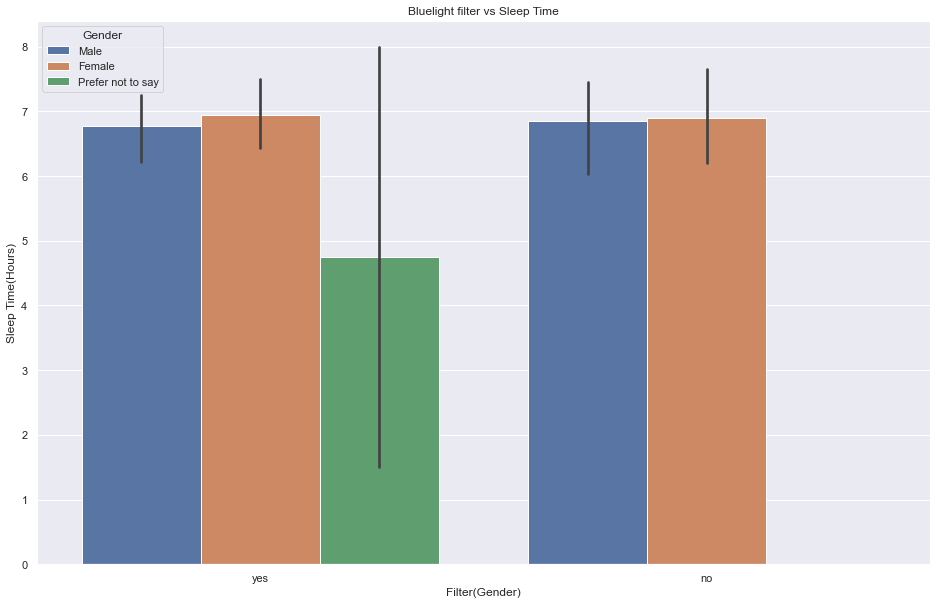 Bluelight filter vs Sleep Time
Gender
Male
Female
Prefer not to say
Sleep Time(Hours)
8
7
6
5
4
3
2
1
0
yes
no
Filter(Gender)